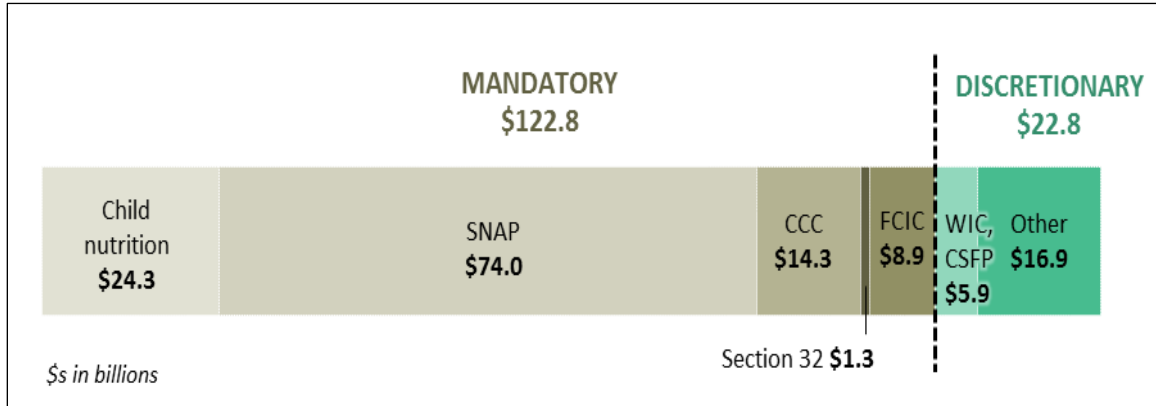 MANDATORY
$122.8
DISCRETIONARY
$22.8
Child
nutrition
$24.3
SNAP
$74.0
CCC
$14.3
FCIC
$8.9
WIC,
CSFP
$5.9
Other
$16.9
Section 32 $1.3
$s in billions